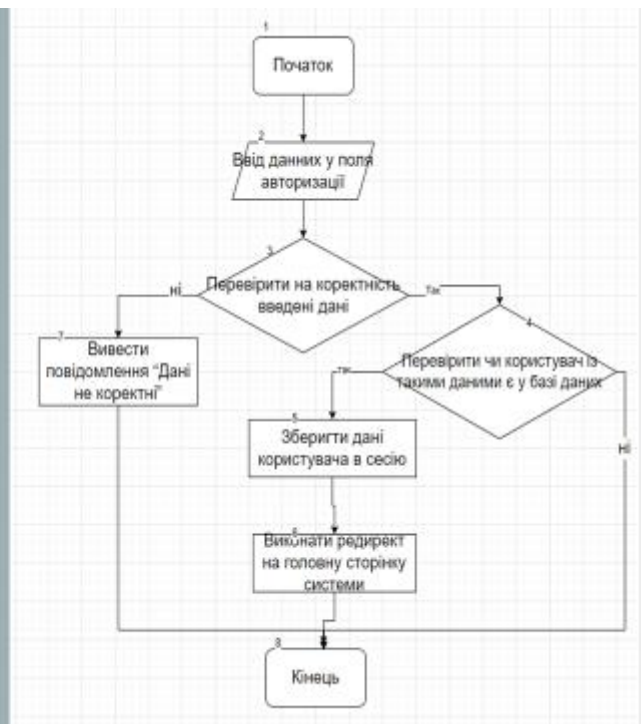 1
Початок
2
Ввід данних у поля
авторизації
3
Перевірити на коректність
введені дані
ні
так
7
Вивести
повідомлення “Дані
не коректні”
4
Перевірити чи користувач із
такими даними є у базі даних
так
ні
5
Зберигти дані
користувача в сесію
6
Виконати редирект
на головну сторінку
системи
8
Кінець